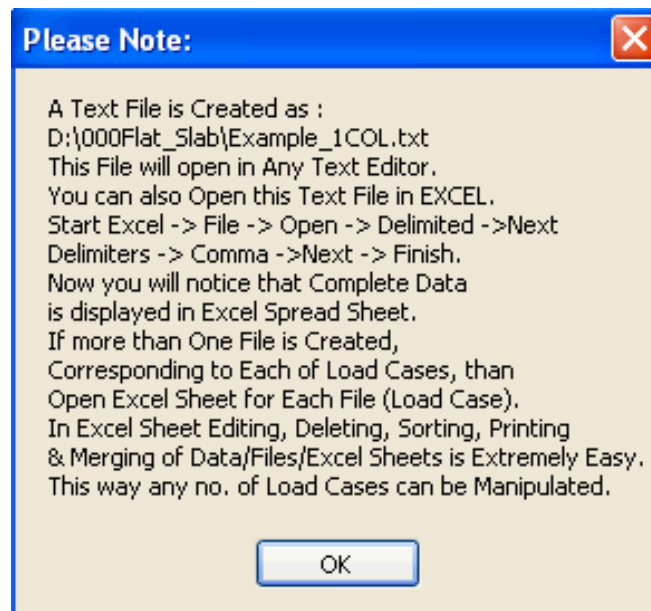 Please Note:
A Text File is Created as :
D:\000Flat_Slab\Example_1COL.txt
This File will open in Any Text Editor.
You can also Open this Text File in EXCEL.
Start Excel -> File -> Open -> Delimited ->Next
Delimiters -> Comma ->Next -> Finish.
Now you will notice that Complete Data
is displayed in Excel Spread Sheet.
If more than One File is Created,
Corresponding to Each of Load Cases, than
Open Excel Sheet for Each File (Load Case).
In Excel Sheet Editing, Deleting, Sorting, Printing
& Merging of Data/Files/Excel Sheets is Extremely Easy.
This way any no. of Load Cases can be Manipulated.
OK